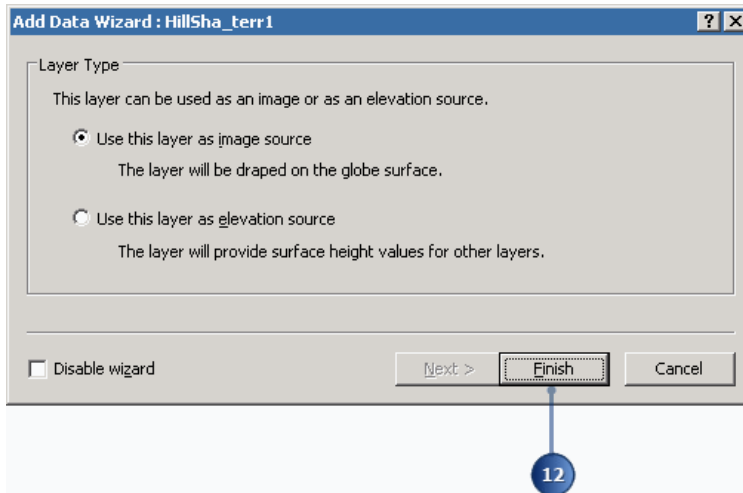 Add Data Wizard : HillSha_terr1
Layer Type
This layer can be used as an image or as an elevation source.
Use this layer as image source
The layer will be draped on the globe surface.
Use this layer as elevation source
The layer will provide surface height values for other layers.
Disable wizard
Next >
Finish
Cancel
12